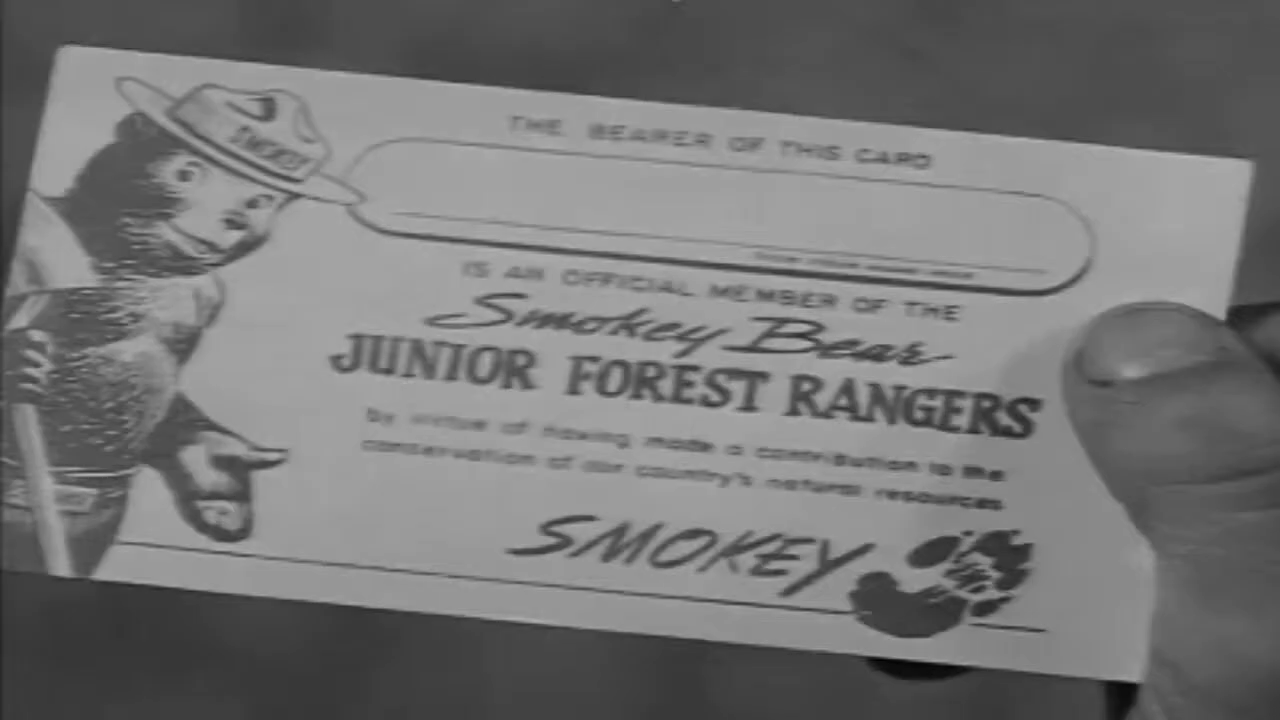 SMOKEY
THE BEARER OF THIS CARD
IS AN OFFICIAL MEMBER OF THE
Smokey Bear
JUNIOR FOREST RANGERS
by virtue of having made a contribution to the
conservation of our country's natural resources
SMOKEY